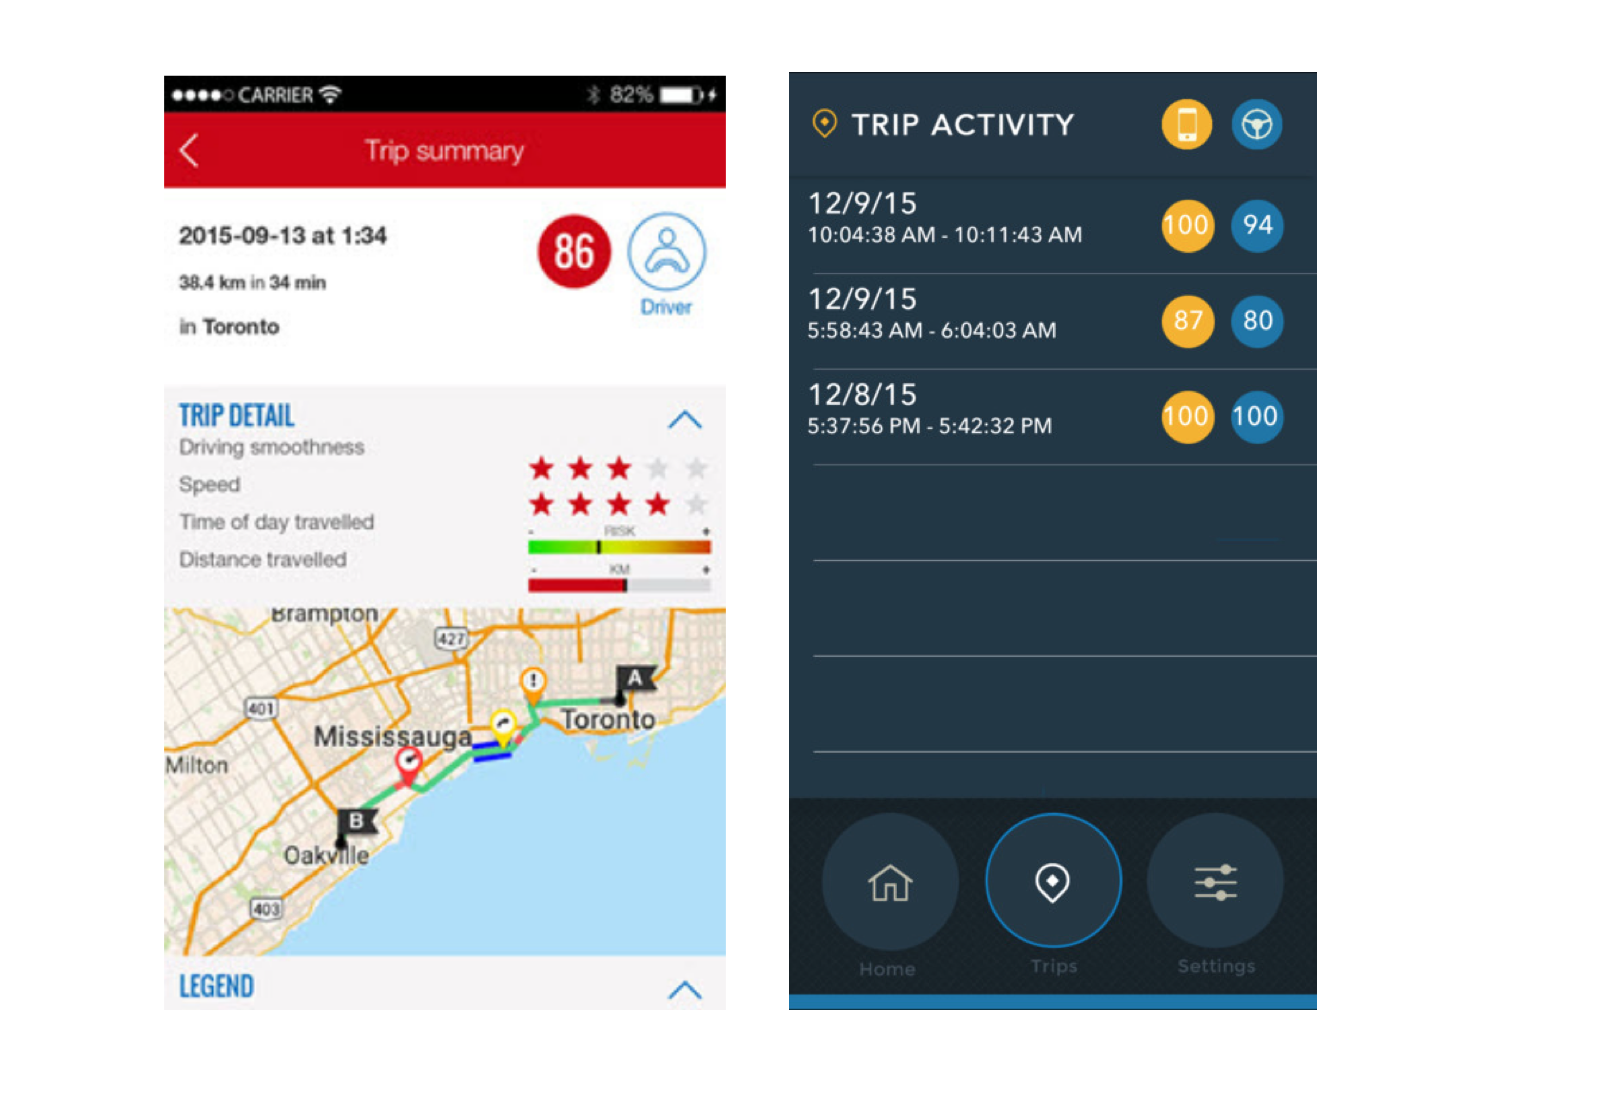 CARRIER 82%
Trip summary
2015-09-13 at 1:34
38.4 km in 34 min
in Toronto
86
Driver
TRIP DETAIL
Driving smoothness
Speed
Time of day travelled
Distance travelled
- RISK +
- KM +
Brampton
427
401
A
Toronto
Mississauga
Milton
B
Oakville
403
LEGEND
TRIP ACTIVITY
12/9/15
10:04:38 AM - 10:11:43 AM
100 94
12/9/15
5:58:43 AM - 6:04:03 AM
87 80
12/8/15
5:37:56 PM - 5:42:32 PM
100 100
Home Trips Settings